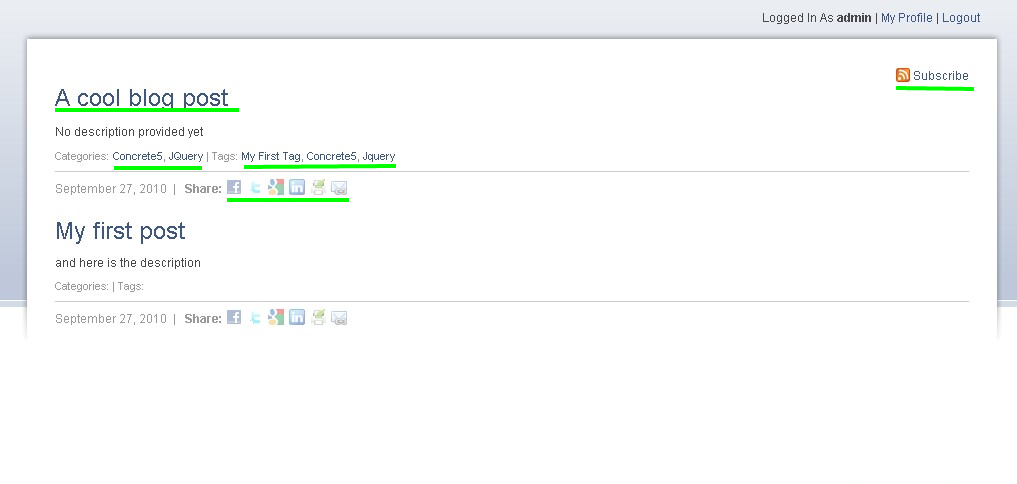 Logged In As admin | My Profile | Logout
Subscribe
A cool blog post
No description provided yet
Categories: Concrete5, JQuery | Tags: My First Tag, Concrete5, Jquery
September 27, 2010 | Share:
My first post
and here is the description
Categories: | Tags:
September 27, 2010 | Share: